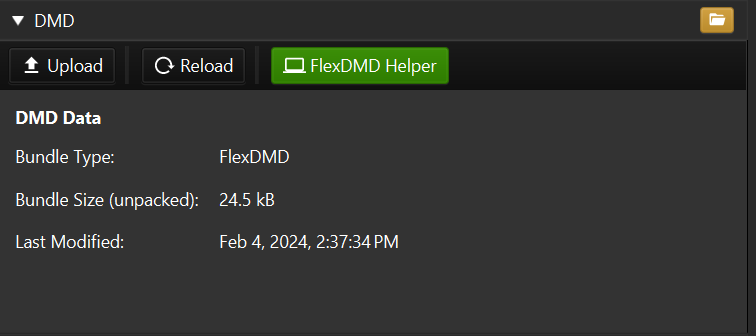 DMD
Upload Reload FlexDMD Helper
DMD Data
Bundle Type: FlexDMD
Bundle Size (unpacked): 24.5 kB
Last Modified: Feb 4, 2024, 2:37:34 PM